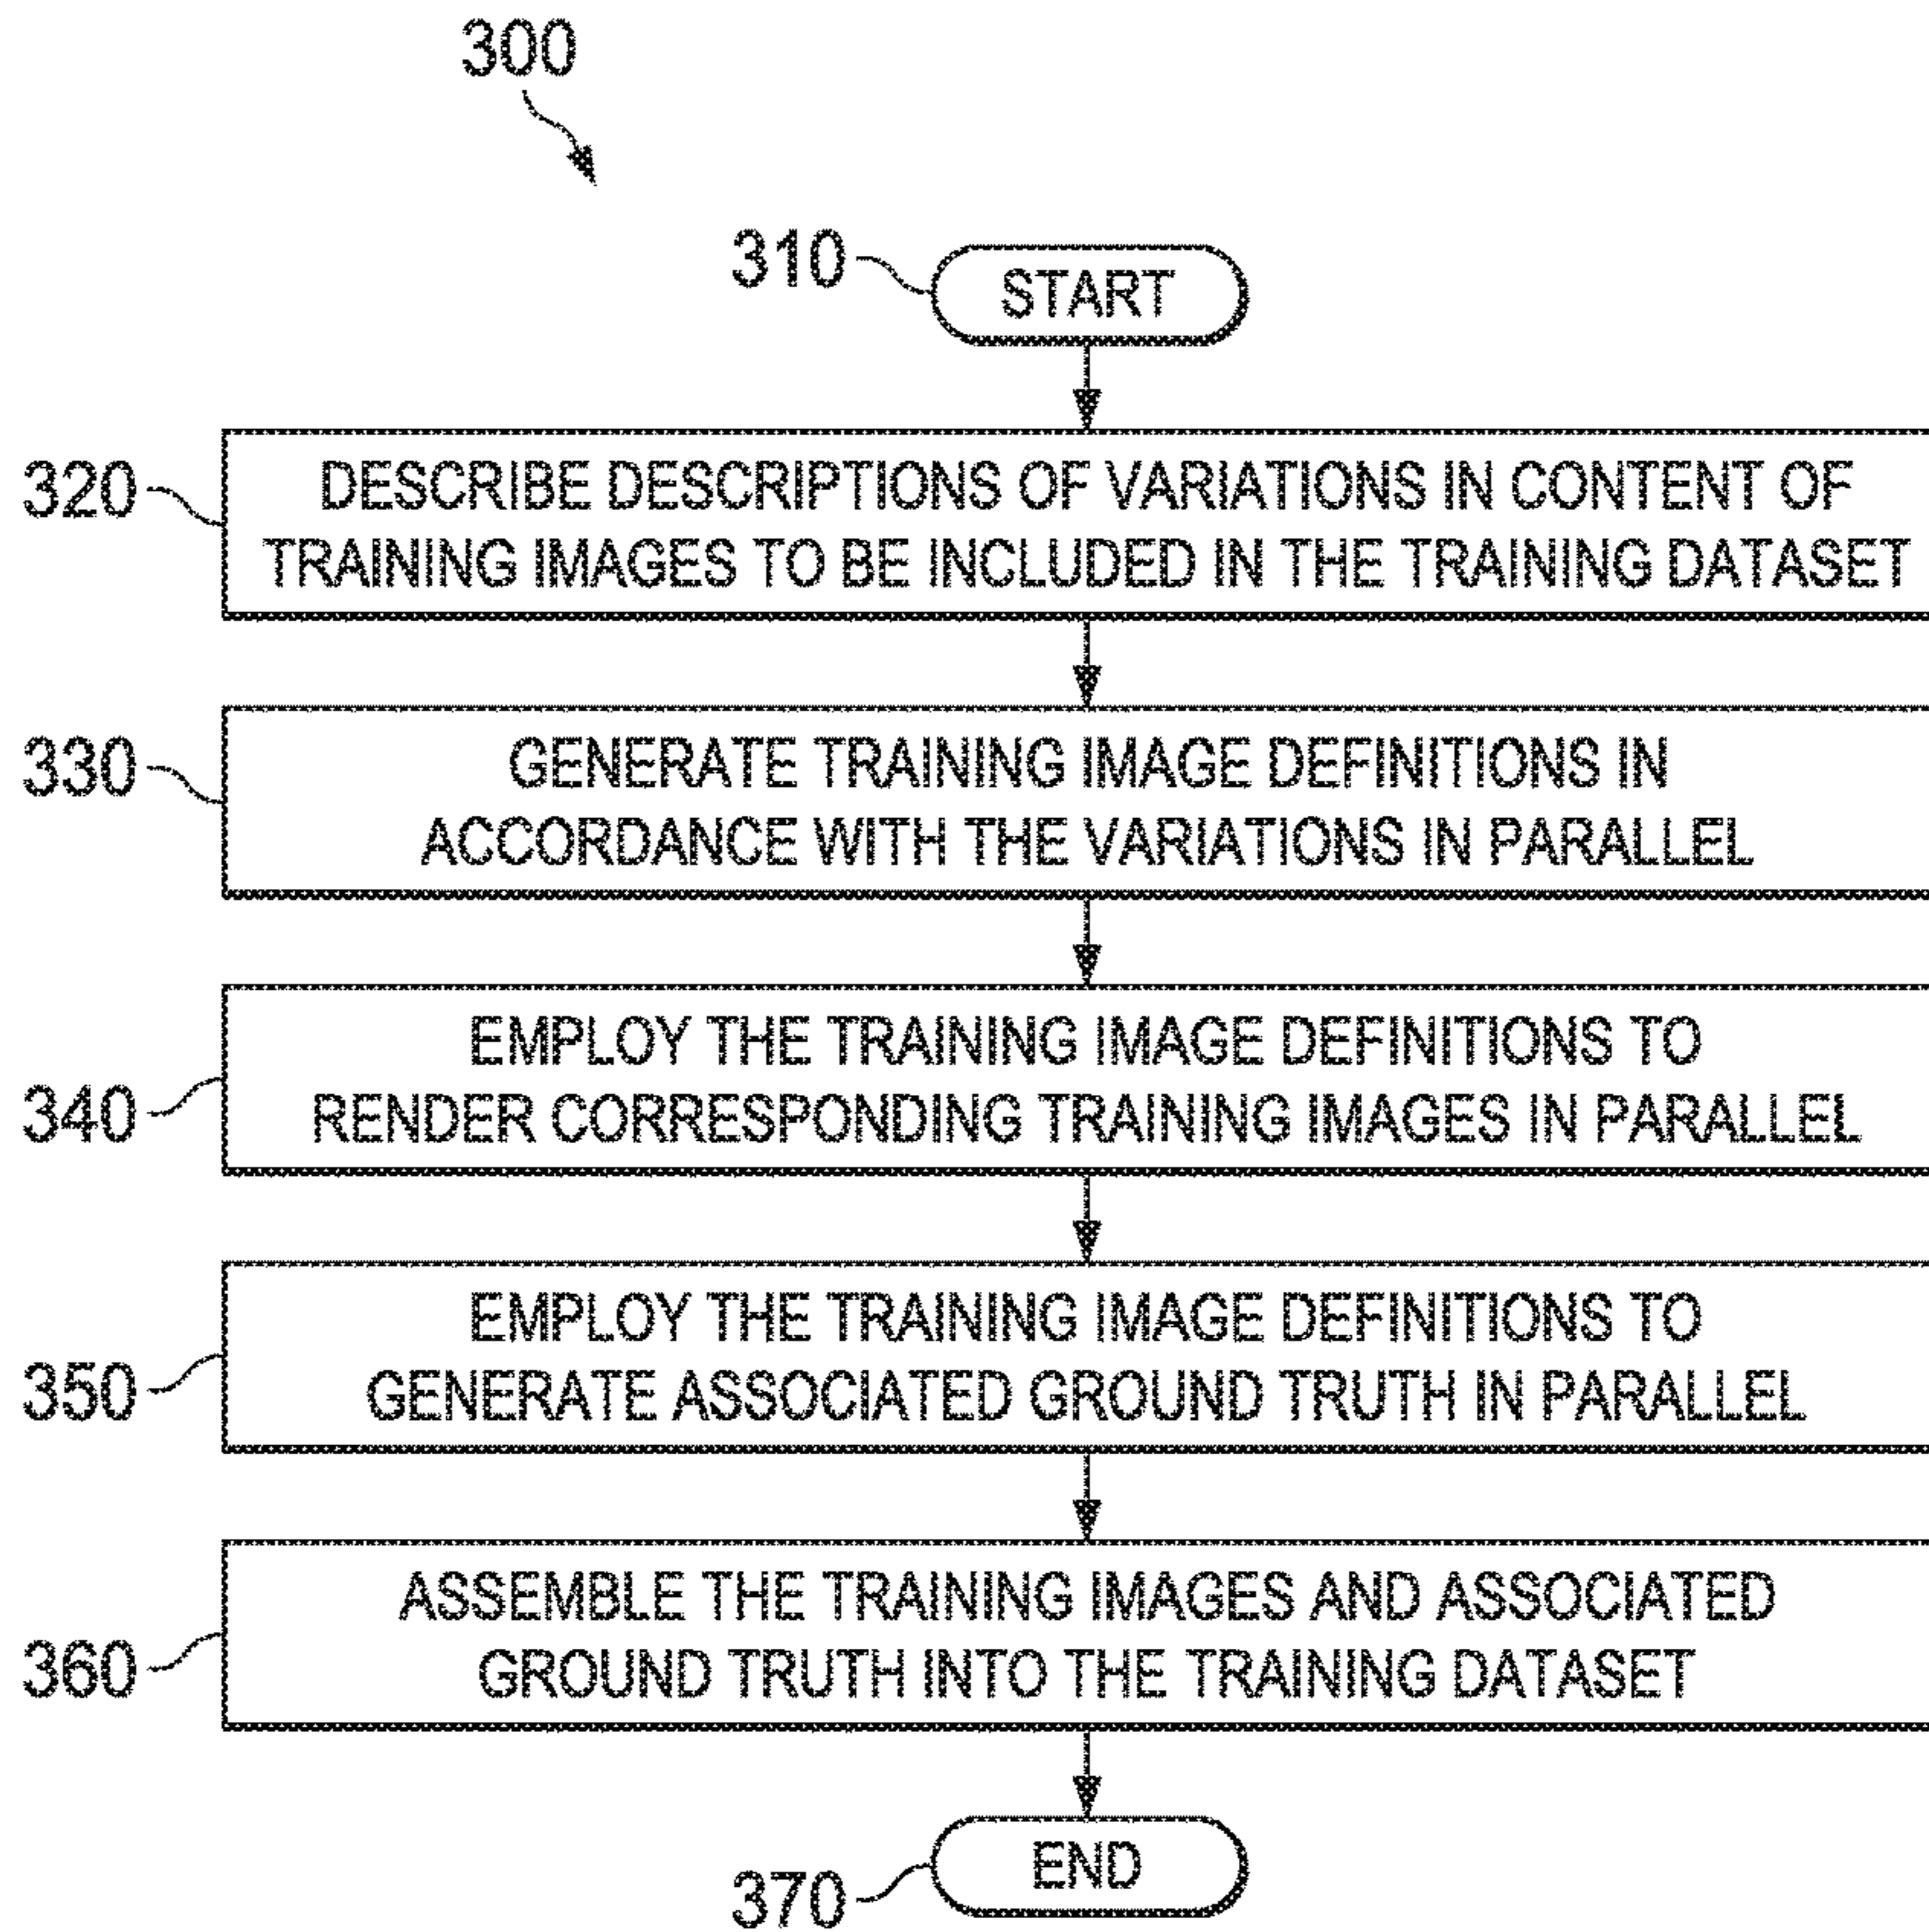 300
310
START
320
DESCRIBE DESCRIPTIONS OF VARIATIONS IN CONTENT OF
TRAINING IMAGES TO BE INCLUDED IN THE TRAINING DATASET
330
GENERATE TRAINING IMAGE DEFINITIONS IN
ACCORDANCE WITH THE VARIATIONS IN PARALLEL
340
EMPLOY THE TRAINING IMAGE DEFINITIONS TO
RENDER CORRESPONDING TRAINING IMAGES IN PARALLEL
350
EMPLOY THE TRAINING IMAGE DEFINITIONS TO
GENERATE ASSOCIATED GROUND TRUTH IN PARALLEL
360
ASSEMBLE THE TRAINING IMAGES AND ASSOCIATED
GROUND TRUTH INTO THE TRAINING DATASET
370
END